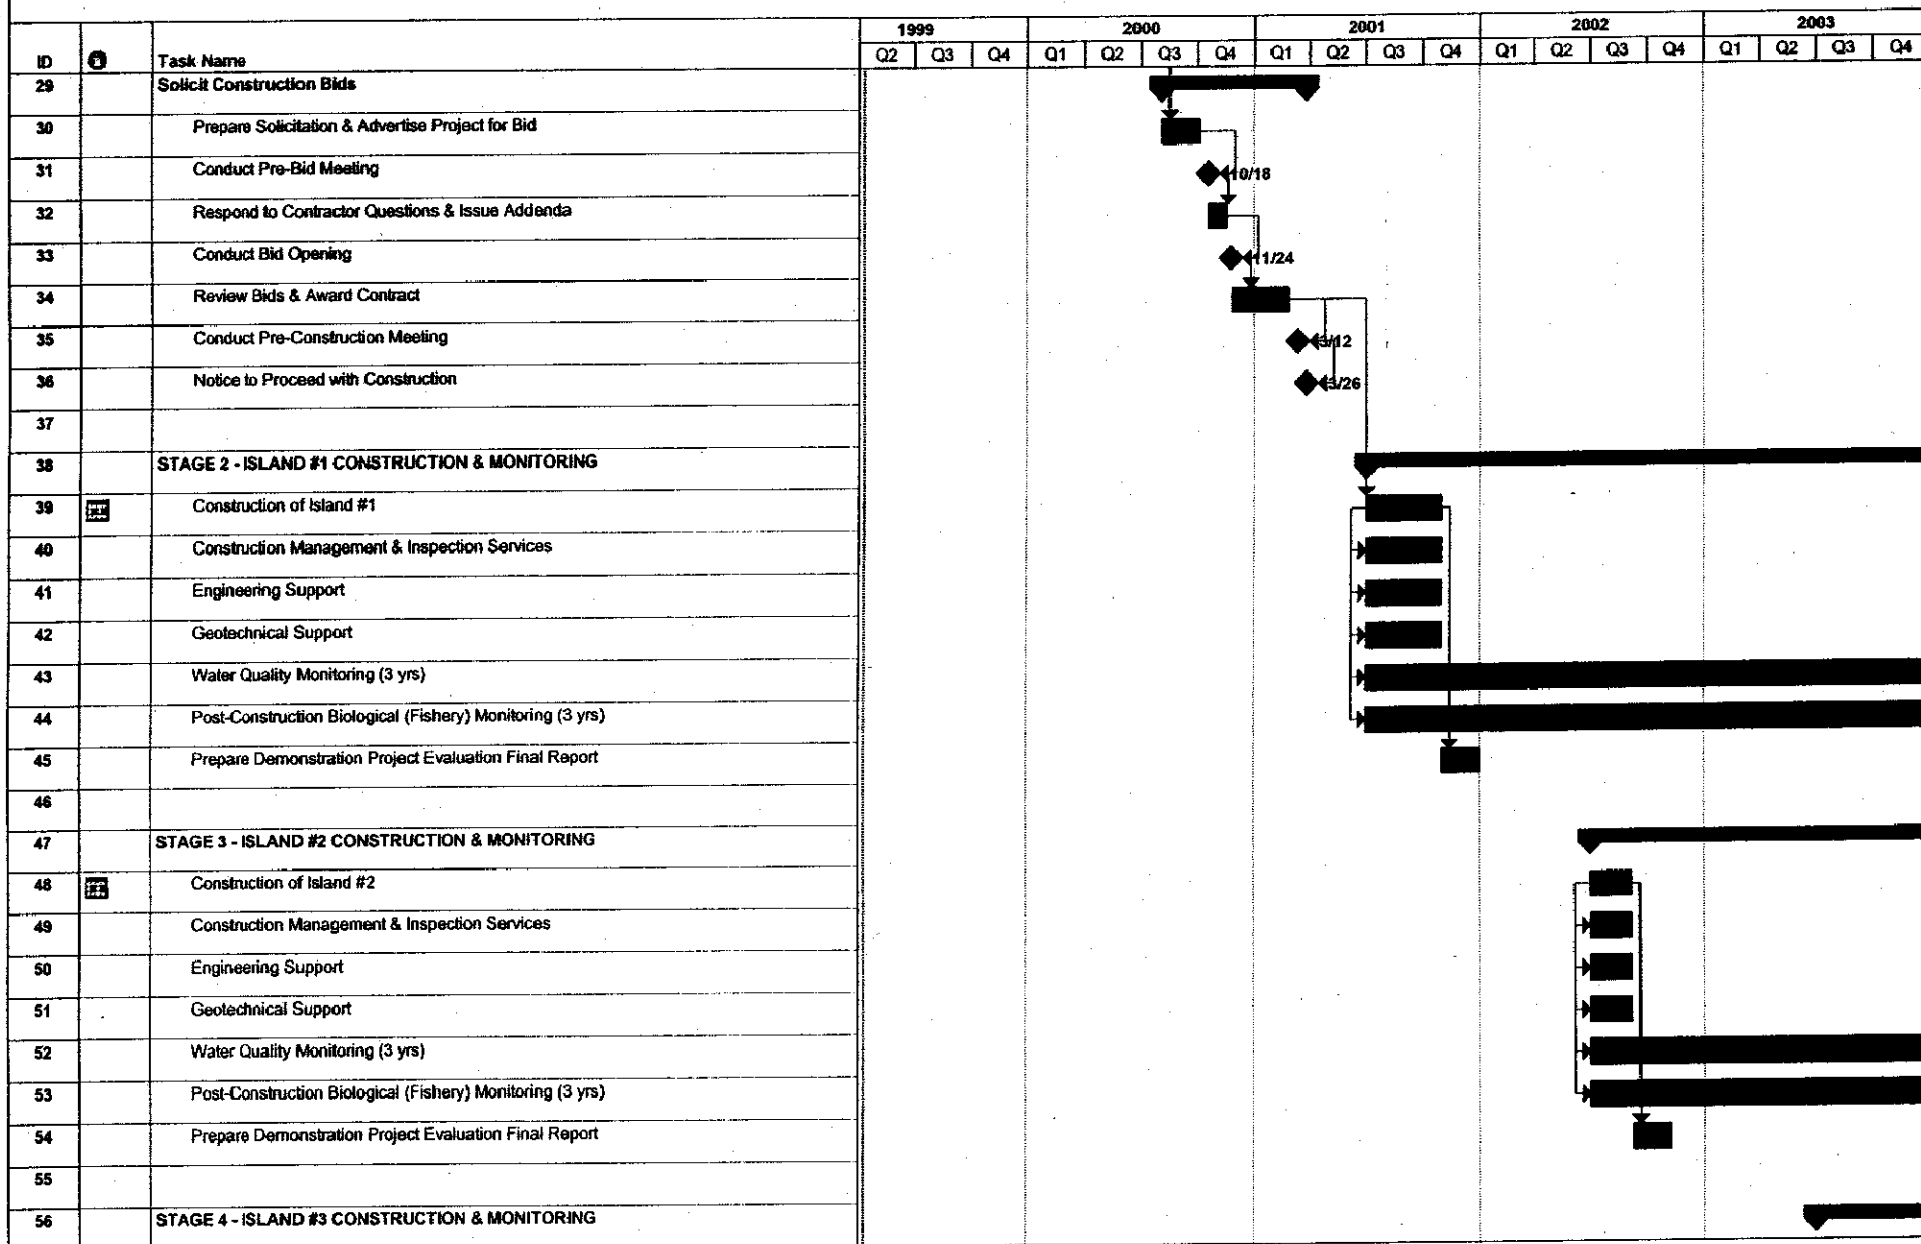 1999 2000 2001 2002 2003
ID Task Name Q2 Q3 Q4 Q1 Q2 Q3 Q4 Q1 Q2 Q3 Q4 Q1 Q2 Q3 Q4 Q1 Q2 Q3 Q4
29 Solicit Construction Bids
30 Prepare Solicitation & Advertise Project for Bid
31 Conduct Pre-Bid Meeting 10/18
32 Respond to Contractor Questions & Issue Addenda
33 Conduct Bid Opening 11/24
34 Review Bids & Award Contract
35 Conduct Pre-Construction Meeting 3/12
36 Notice to Proceed with Construction 3/26
37
38 STAGE 2 - ISLAND #1 CONSTRUCTION & MONITORING
39 Construction of Island #1
40 Construction Management & Inspection Services
41 Engineering Support
42 Geotechnical Support
43 Water Quality Monitoring (3 yrs)
44 Post-Construction Biological (Fishery) Monitoring (3 yrs)
45 Prepare Demonstration Project Evaluation Final Report
46
47 STAGE 3 - ISLAND #2 CONSTRUCTION & MONITORING
48 Construction of Island #2
49 Construction Management & Inspection Services
50 Engineering Support
51 Geotechnical Support
52 Water Quality Monitoring (3 yrs)
53 Post-Construction Biological (Fishery) Monitoring (3 yrs)
54 Prepare Demonstration Project Evaluation Final Report
55
56 STAGE 4 - ISLAND #3 CONSTRUCTION & MONITORING